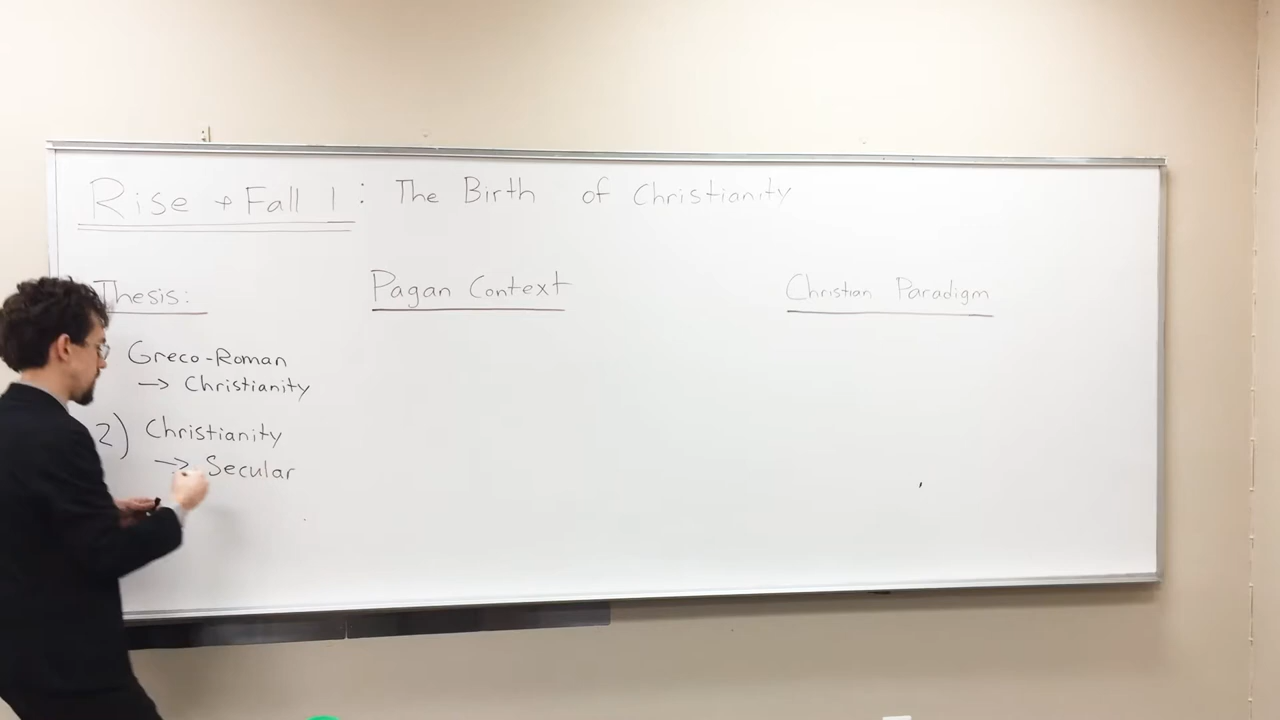 Rise + Fall 1: The Birth of Christianity
Thesis:
Greco-Roman
→ Christianity
2) Christianity
→ Secular
Pagan Context
Christian Paradigm